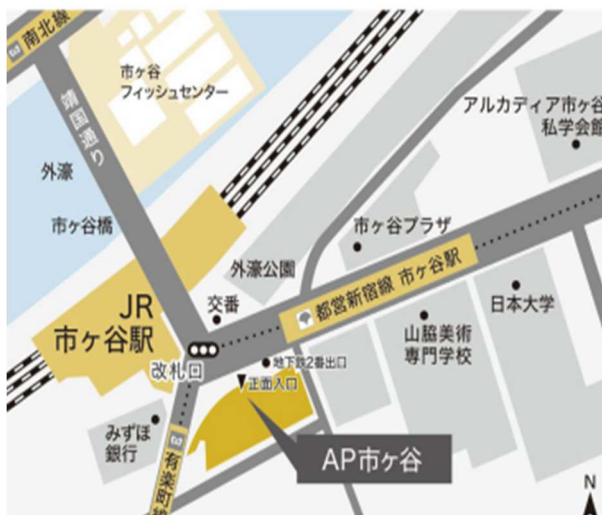 南北線
市ヶ谷
フィッシュセンター
靖国通り
外濠
市ヶ谷橋
アルカディア市ヶ谷
私学会館
市ヶ谷プラザ
外濠公園
都営新宿線 市ヶ谷駅
JR
市ヶ谷駅
交番
改札口
日本大学
山脇美術
専門学校
地下鉄2番出口
正面入口
みずほ
銀行
有楽町線
AP市ヶ谷
N